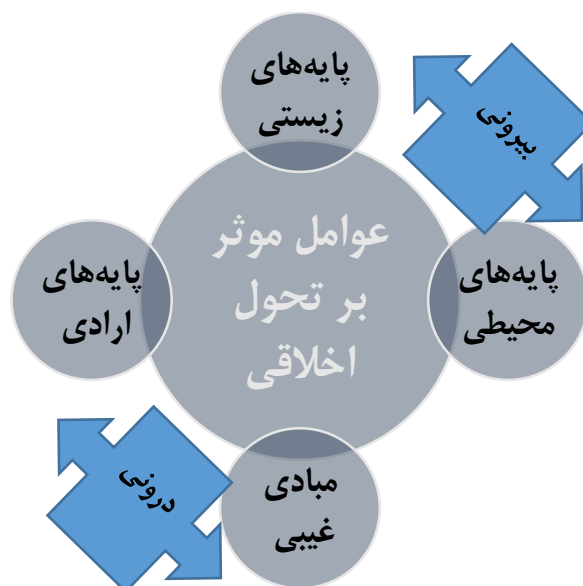 پایه‌های
زیستی
بیرونی
عوامل موثر
بر تحول
اخلاقی
پایه‌های
محیطی
پایه‌های
ارادی
مبادی
غیبی
درونی